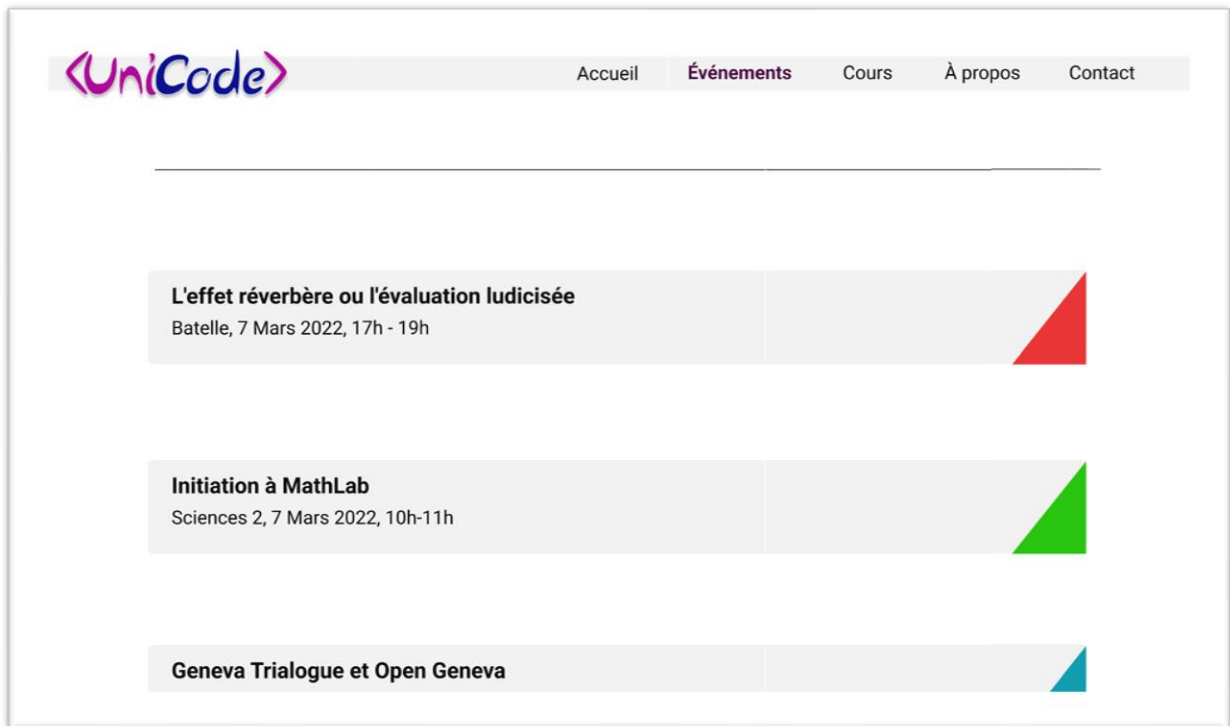 <UniCode>
Accueil Événements Cours À propos Contact
L'effet réverbère ou l'évaluation ludicisée
Batelle, 7 Mars 2022, 17h - 19h
Initiation à MathLab
Sciences 2, 7 Mars 2022, 10h-11h
Geneva Trialogue et Open Geneva